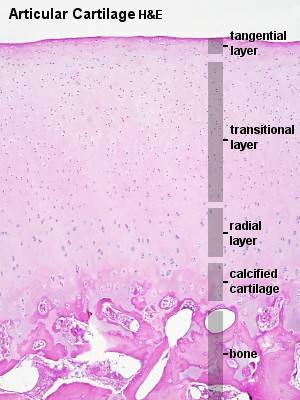 Articular Cartilage H&E
tangential
layer
transitional
layer
radial
layer
calcified
cartilage
bone